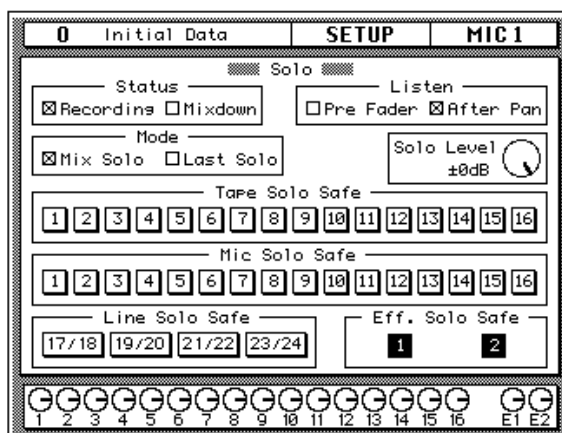 0 Initial Data SETUP MIC1
Solo
Status
Recording Mixdown
Listen
Pre Fader After Pan
Mode
Mix Solo Last Solo
Solo Level
±0dB
Tape Solo Safe
1 2 3 4 5 6 7 8 9 10 11 12 13 14 15 16
Mic Solo Safe
1 2 3 4 5 6 7 8 9 10 11 12 13 14 15 16
Line Solo Safe
17/18 19/20 21/22 23/24
Eff. Solo Safe
1 2
1 2 3 4 5 6 7 8 9 10 11 12 13 14 15 16 E1 E2